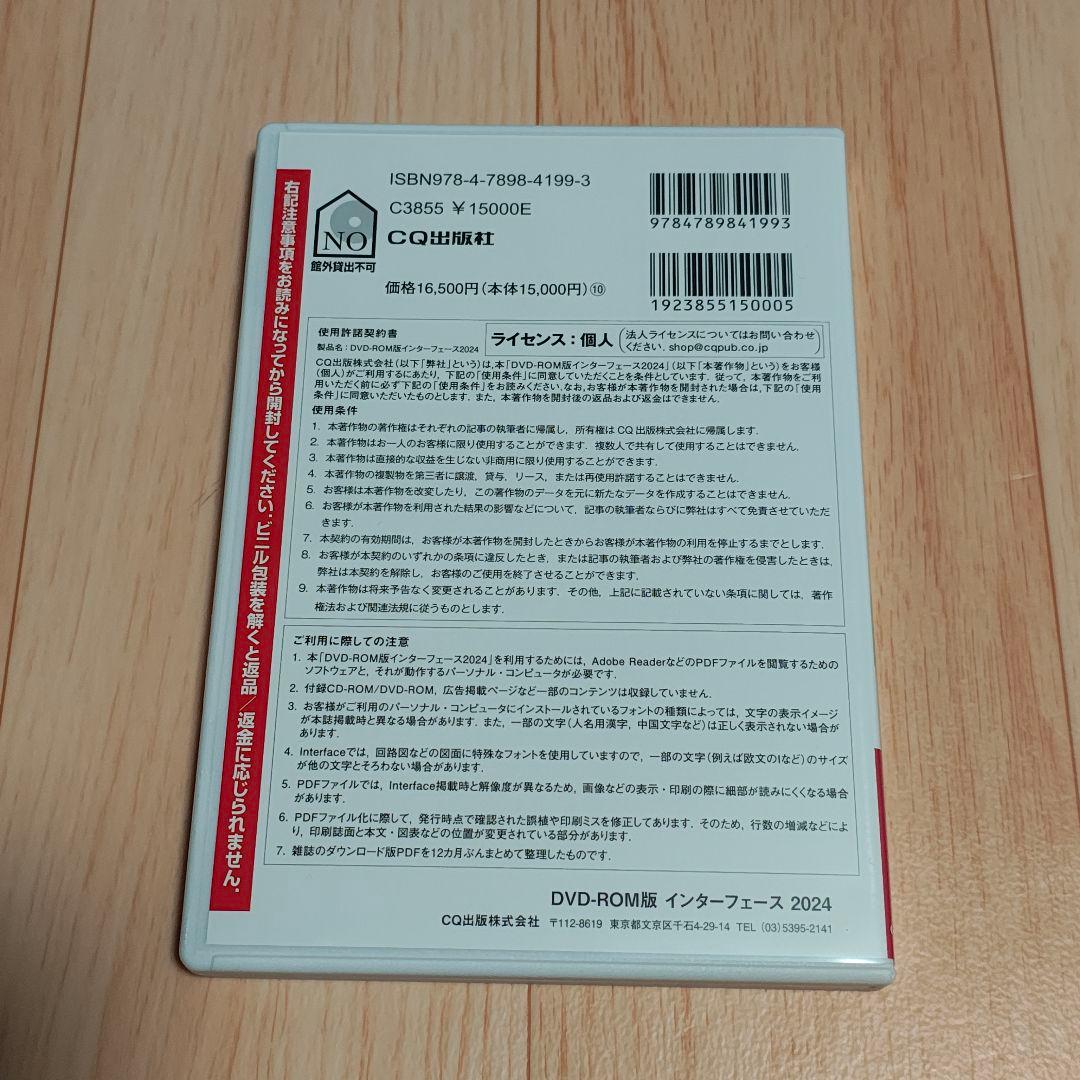 右記注意事項をお読みになってから開封してください. ビニル包装を解くと返品／返金に応じられません.
NO
館外貸出不可
ISBN978-4-7898-4199-3
C3855 ￥15000E
CQ出版社
価格16,500円(本体15,000円)⑩
9784789841993
1923855150005
使用許諾契約書
製品名：DVD-ROM版インターフェース2024
ライセンス：個人
法人ライセンスについてはお問い合わせ
ください. shop@cqpub.co.jp
CQ出版株式会社(以下「弊社」という)は, 本「DVD-ROM版インターフェース2024」(以下「本著作物」という)をお客様
(個人)がご利用するにあたり, 下記の「使用条件」に同意していただくことを条件としています. 従って, 本著作物をご利
用いただく前に必ず下記の「使用条件」をお読みください. なお, お客様が本著作物を開封された場合は, 下記の「使用
条件」に同意いただいたものとします. また, 本著作物を開封後の返品および返金はできません.
使用条件
1. 本著作物の著作権はそれぞれの記事の執筆者に帰属し, 所有権はCQ出版株式会社に帰属します.
2. 本著作物はお一人のお客様に限り使用することができます. 複数人で共有して使用することはできません.
3. 本著作物は直接的な収益を生じない非商用に限り使用することができます.
4. 本著作物の複製物を第三者に譲渡, 貸与, リース, または再使用許諾することはできません.
5. お客様は本著作物を改変したり, この著作物のデータを元に新たなデータを作成することはできません.
6. お客様が本著作物を利用された結果の影響などについて, 記事の執筆者ならびに弊社はすべて免責させていただ
きます.
7. 本契約の有効期間は, お客様が本著作物を開封したときからお客様が本著作物の利用を停止するまでとします.
8. お客様が本契約のいずれかの条項に違反したとき, または記事の執筆者および弊社の著作権を侵害したときは,
弊社は本契約を解除し, お客様のご使用を終了させることができます.
9. 本著作物は将来予告なく変更されることがあります. その他, 上記に記載されていない条項に関しては, 著作
権法および関連法規に従うものとします.
ご利用に際しての注意
1. 本「DVD-ROM版インターフェース2024」を利用するためには, Adobe ReaderなどのPDFファイルを閲覧するための
ソフトウェアと, それが動作するパーソナル・コンピュータが必要です.
2. 付録CD-ROM/DVD-ROM, 広告掲載ページなど一部のコンテンツは収録していません.
3. お客様がご利用のパーソナル・コンピュータにインストールされているフォントの種類によっては, 文字の表示イメージ
が本誌掲載時と異なる場合があります. また, 一部の文字(人名用漢字, 中国文字など)は正しく表示されない場合が
あります.
4. Interfaceでは, 回路図などの図面に特殊なフォントを使用していますので, 一部の文字(例えば欧文のIなど)のサイズ
が他の文字とそろわない場合があります.
5. PDFファイルでは, Interface掲載時と解像度が異なるため, 画像などの表示・印刷の際に細部が読みにくくなる場合
があります.
6. PDFファイル化に際して, 発行時点で確認された誤植や印刷ミスを修正してあります. そのため, 行数の増減などによ
り, 印刷誌面と本文・図表などの位置が変更されている部分があります.
7. 雑誌のダウンロード版PDFを12カ月ぶんまとめて整理したものです.
DVD-ROM版 インターフェース 2024
CQ出版株式会社 〒112-8619 東京都文京区千石4-29-14 TEL (03)5395-2141